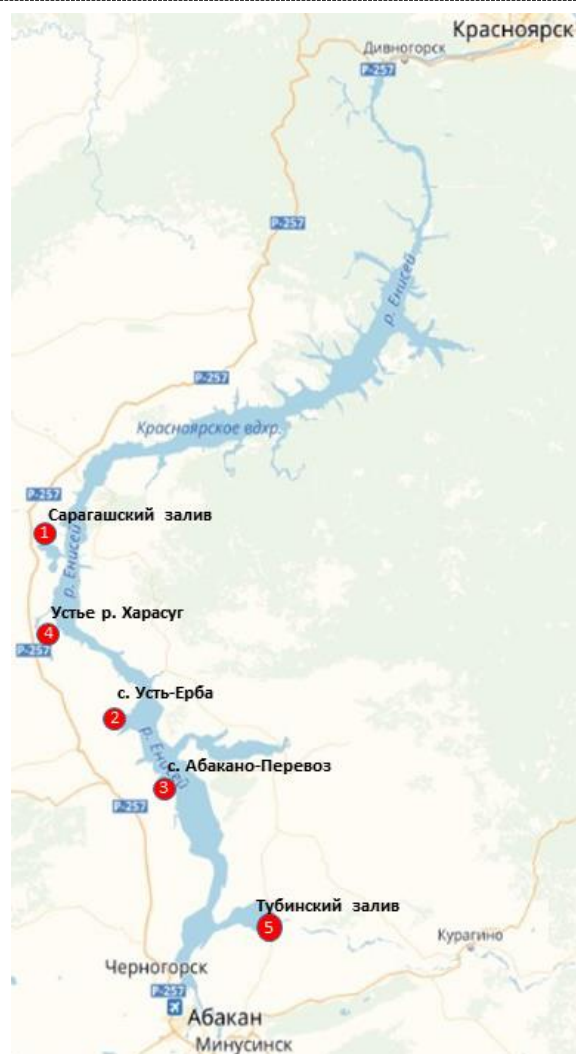 Красноярск
Дивногорск
Р-257
Р-257
р. Енисей
Р-257
Красноярское вдхр.
Р-257
Сарагашский залив
1
р. Енисей
Устье р. Харасуг
4
Р-257
с. Усть-Ерба
2
р. Енисей
с. Абакано-Перевоз
3
Р-257
Тубинский залив
5
Курагино
Черногорск
Р-257
Абакан
Минусинск